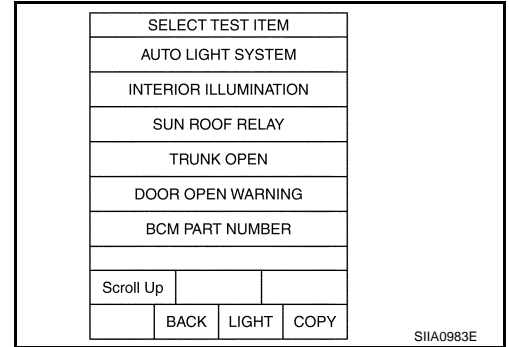 SELECT TEST ITEM
AUTO LIGHT SYSTEM
INTERIOR ILLUMINATION
SUN ROOF RELAY
TRUNK OPEN
DOOR OPEN WARNING
BCM PART NUMBER
Scroll Up
BACK LIGHT COPY
SIIA0983E